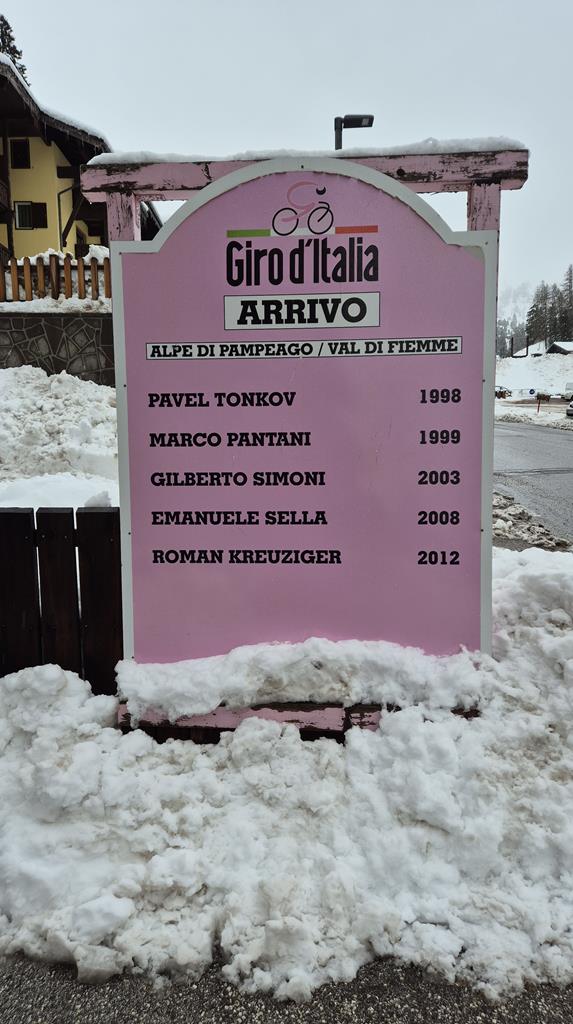 Giro d'Italia
ARRIVO
ALPE DI PAMPEAGO / VAL DI FIEMME
PAVEL TONKOV 1998
MARCO PANTANI 1999
GILBERTO SIMONI 2003
EMANUELE SELLA 2008
ROMAN KREUZIGER 2012